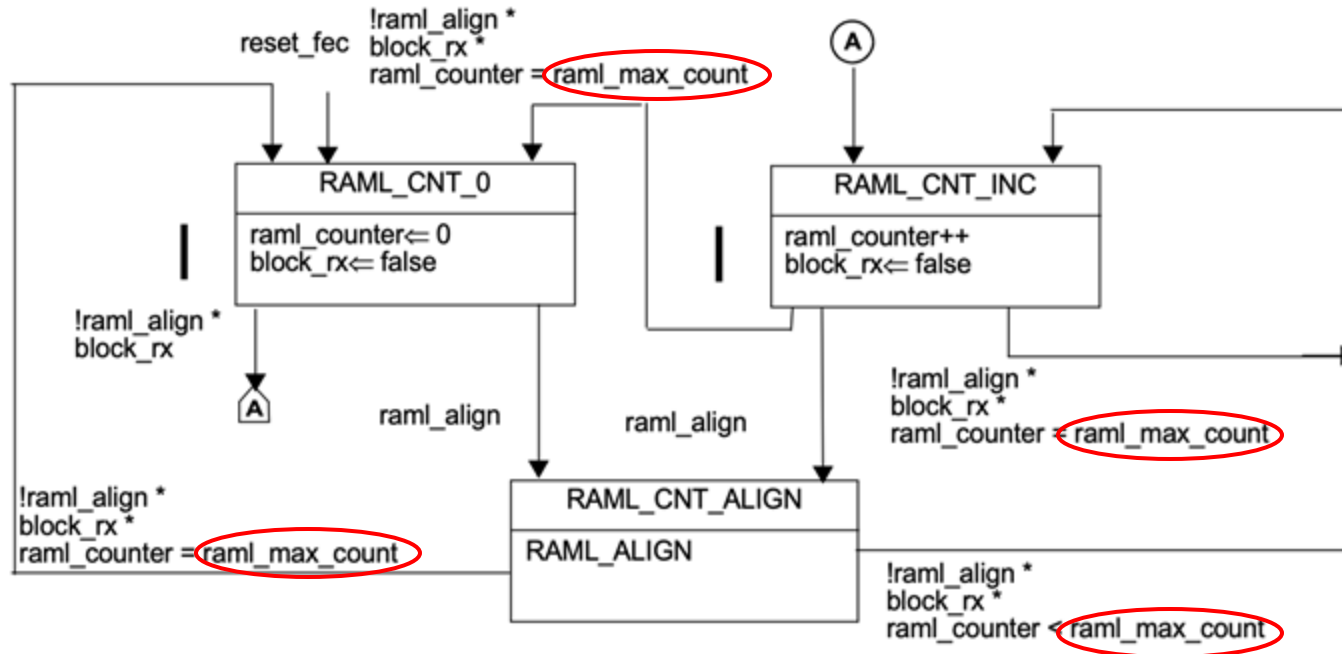 reset_fec
!raml_align *
block_rx *
raml_counter = raml_max_count
A
RAML_CNT_0
raml_counter⇐ 0
block_rx⇐ false
RAML_CNT_INC
raml_counter++
block_rx⇐ false
!raml_align *
block_rx
A
raml_align
raml_align
!raml_align *
block_rx *
raml_counter = raml_max_count
!raml_align *
block_rx *
raml_counter = raml_max_count
RAML_CNT_ALIGN
RAML_ALIGN
!raml_align *
block_rx *
raml_counter < raml_max_count